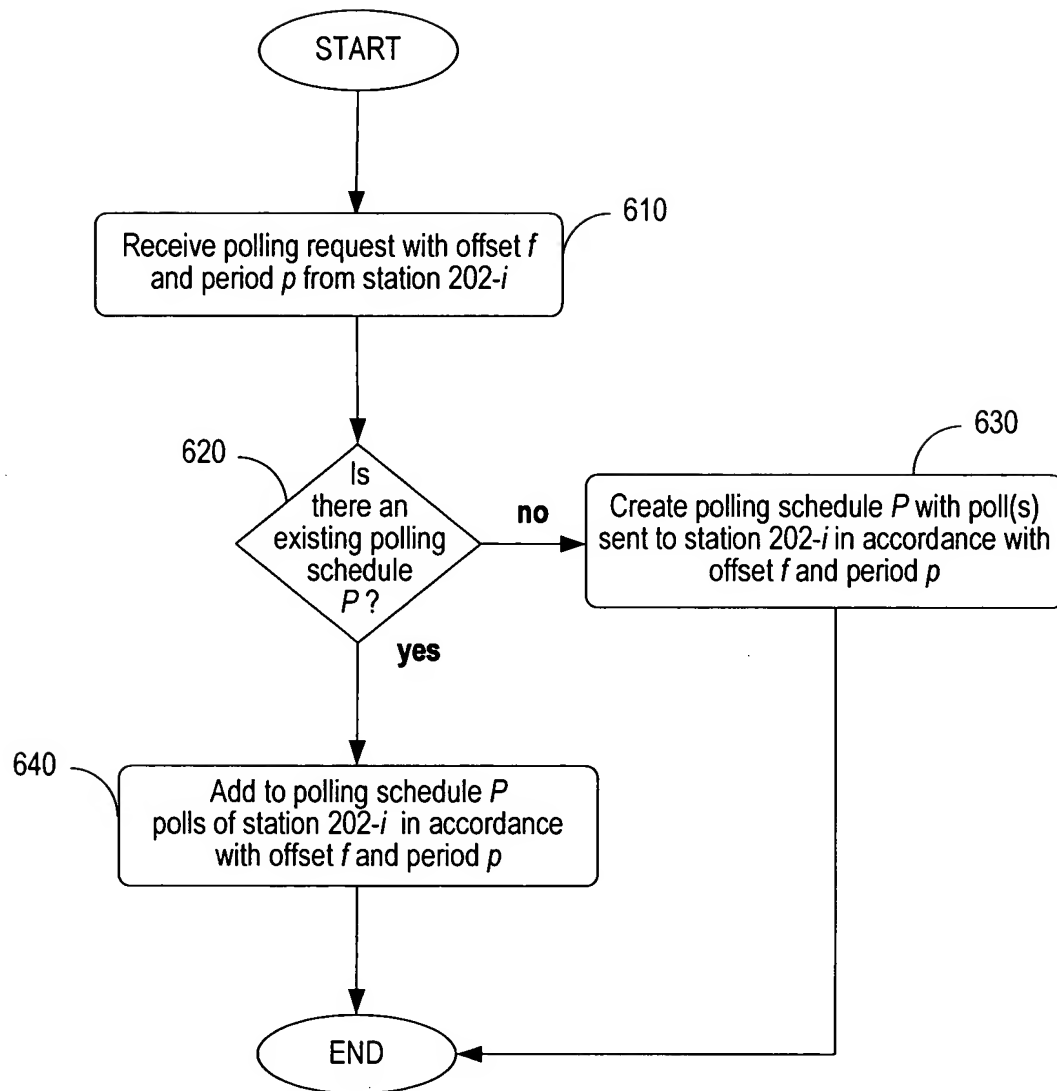 START
610
Receive polling request with offset f
and period p from station 202-i
620
Is
there an
existing polling
schedule
P ?
no
yes
630
Create polling schedule P with poll(s)
sent to station 202-i in accordance with
offset f and period p
640
Add to polling schedule P
polls of station 202-i in accordance
with offset f and period p
END